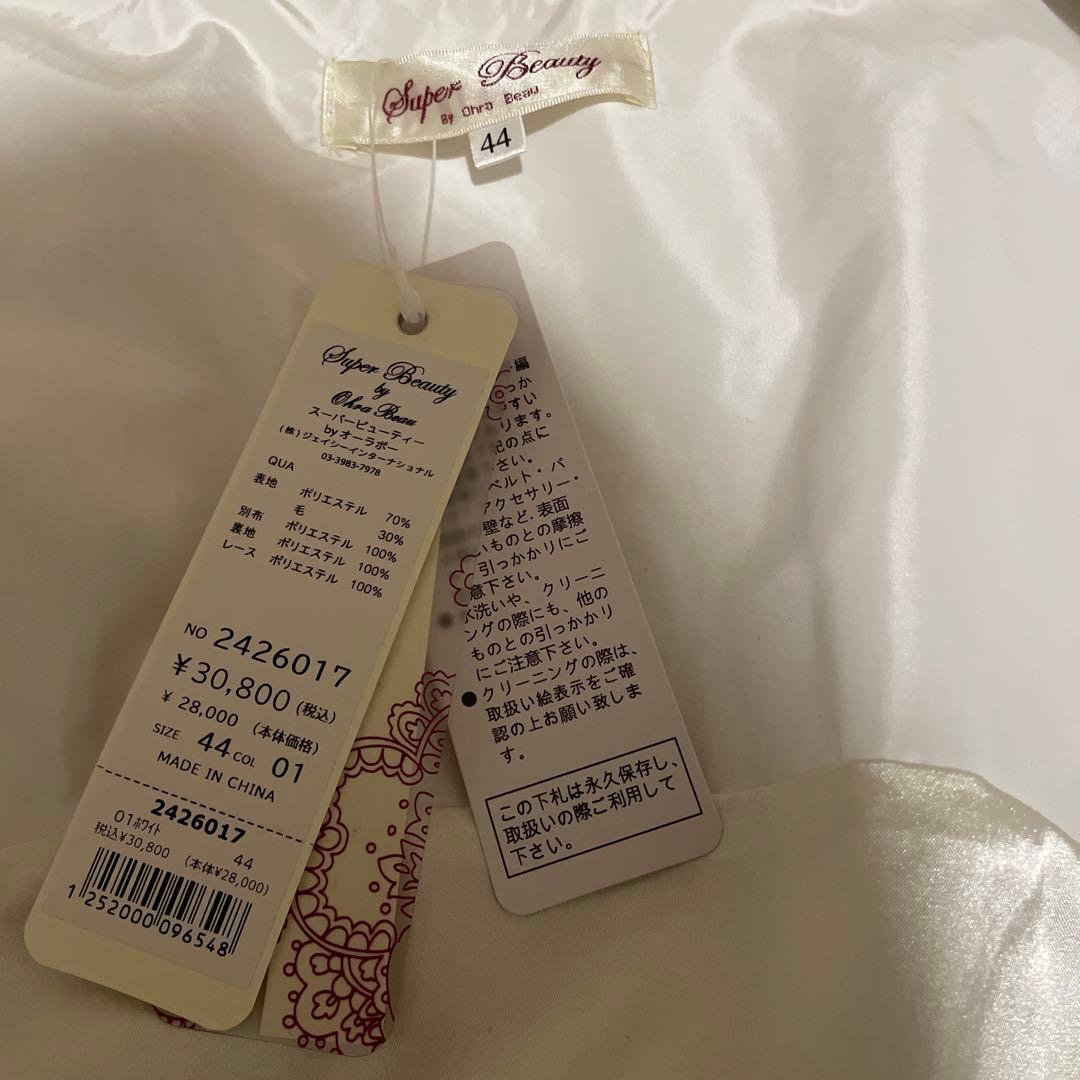 Super Beauty
By Ohra Beau
44
Super Beauty
by
Ohra Beau
スーパービューティー
byオーラボー
(株)ジェイシーインターナショナル
03-3983-7978
QUA
表地 ポリエステル 70%
毛 30%
別布 ポリエステル 100%
裏地 ポリエステル 100%
レース ポリエステル 100%
NO 2426017
¥30,800 (税込)
¥ 28,000 (本体価格)
SIZE 44 COL 01
MADE IN CHINA
2426017
01ホワイト 44
税込¥30,800 (本体¥28,000)
1252000096548
編
っか
すい
ります。
記の点に
さい。
ベルト・バ
アクセサリー・
壁など、表面
いものとの摩擦
引っかかりにご
意下さい。
水洗いや、クリーニ
ングの際にも、他の
ものとの引っかかり
にご注意下さい。
●クリーニングの際は、
取扱い絵表示をご確
認の上お願い致しま
す。
この下札は永久保存し、
取扱いの際ご利用して
下さい。